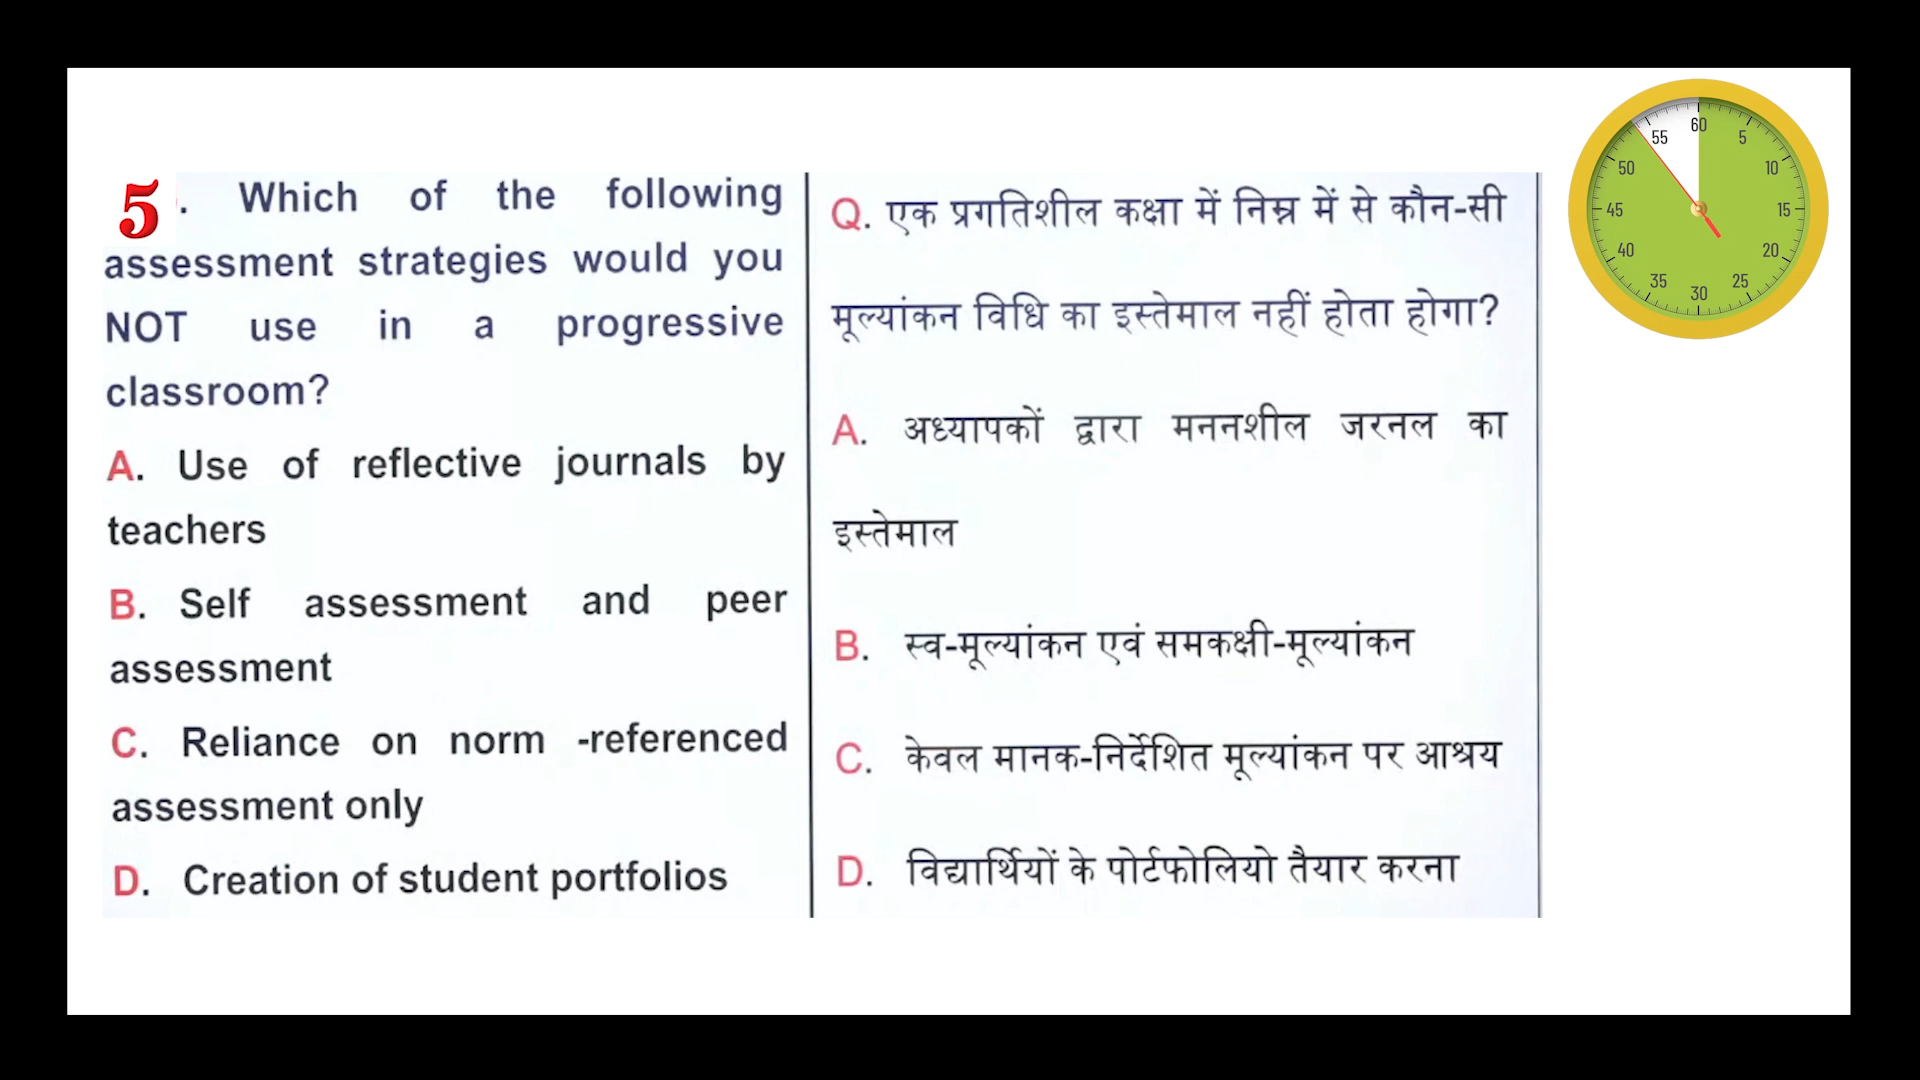 5. Which of the following
assessment strategies would you
NOT use in a progressive
classroom?
A. Use of reflective journals by
teachers
B. Self assessment and peer
assessment
C. Reliance on norm -referenced
assessment only
D. Creation of student portfolios
Q. एक प्रगतिशील कक्षा में निम्न में से कौन-सी
मूल्यांकन विधि का इस्तेमाल नहीं होता होगा?
A. अध्यापकों द्वारा मननशील जरनल का
इस्तेमाल
B. स्व-मूल्यांकन एवं समकक्षी-मूल्यांकन
C. केवल मानक-निर्देशित मूल्यांकन पर आश्रय
D. विद्यार्थियों के पोर्टफोलियो तैयार करना
60
55 5
50 10
45 15
40 20
35 25
30